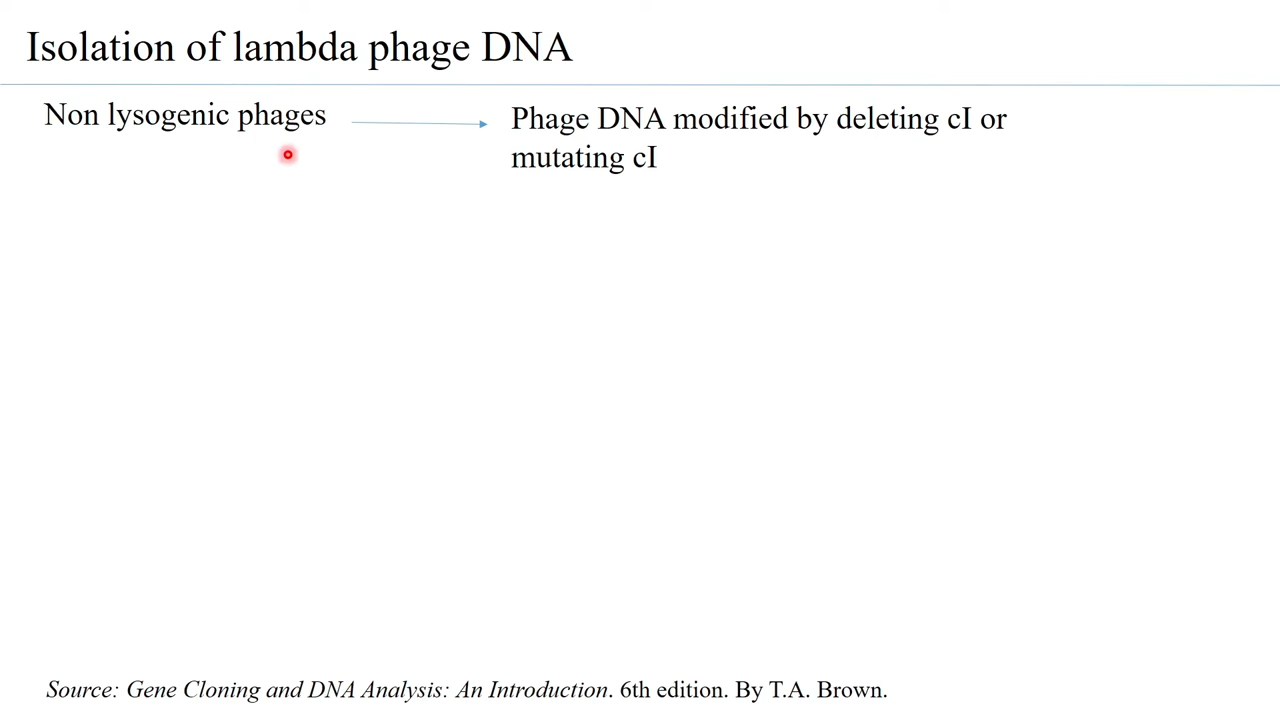 Isolation of lambda phage DNA
Non lysogenic phages
Phage DNA modified by deleting cI or
mutating cI
Source: Gene Cloning and DNA Analysis: An Introduction. 6th edition. By T.A. Brown.